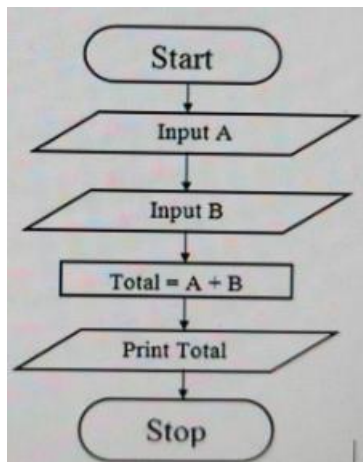 Start
Input A
Input B
Total = A + B
Print Total
Stop